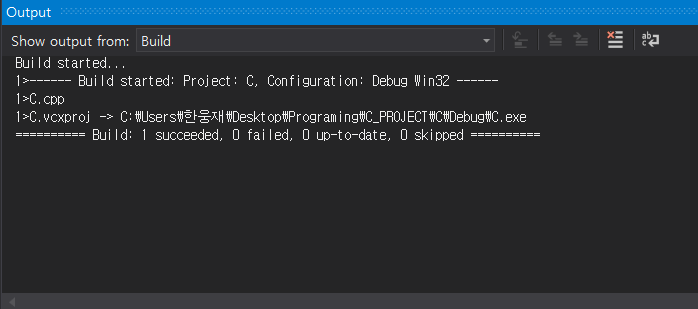 Output
Show output from: Build
Build started...
1>------ Build started: Project: C, Configuration: Debug Win32 ------
1>C.cpp
1>C.vcxproj -> C:₩Users₩한웅재₩Desktop₩Programing₩C_PROJECT₩C₩Debug₩C.exe
========== Build: 1 succeeded, 0 failed, 0 up-to-date, 0 skipped ==========